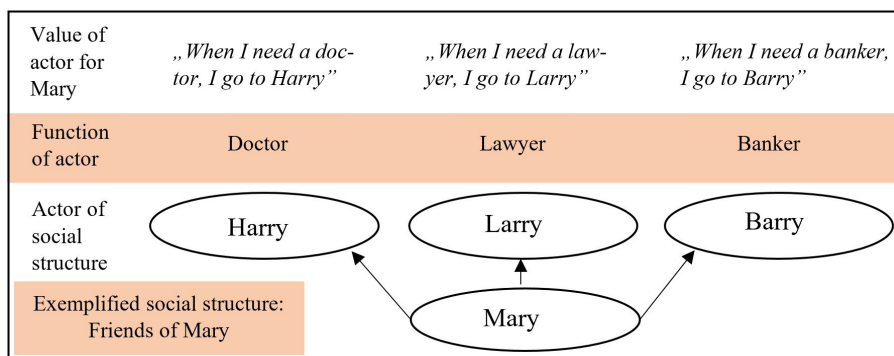 Value of
actor for
Mary
„When I need a doc-
tor, I go to Harry”
„When I need a law-
yer, I go to Larry”
„When I need a banker,
I go to Barry”
Function
of actor
Doctor
Lawyer
Banker
Actor of
social
structure
Harry
Larry
Barry
Exemplified social structure:
Friends of Mary
Mary